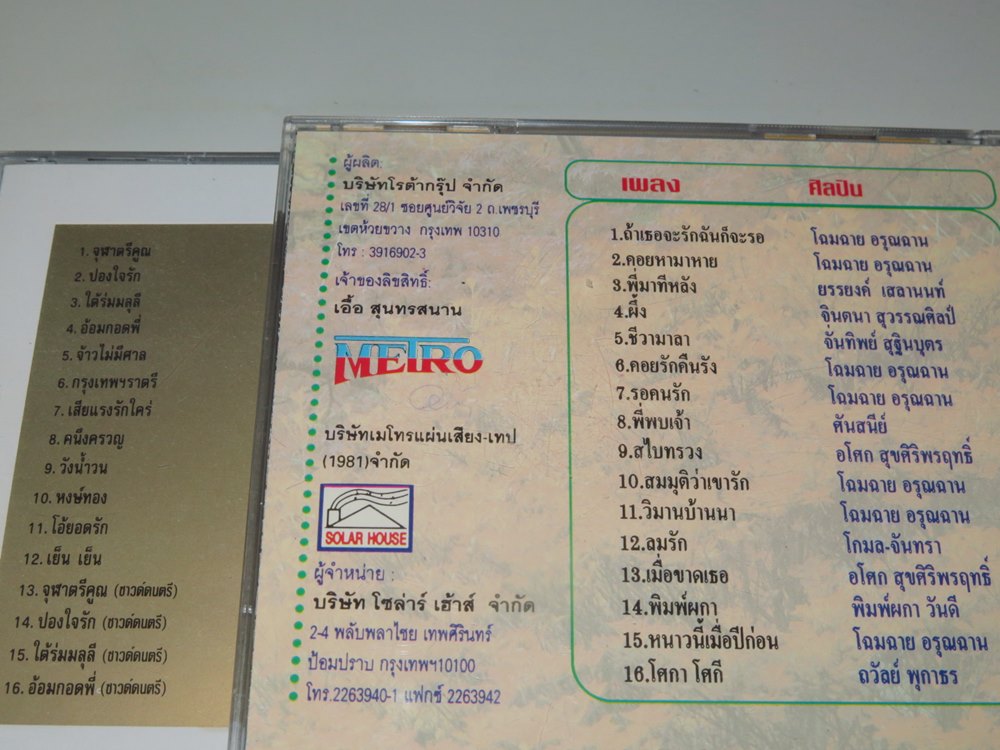 1. จุฬาตรีคูณ
2. ปองใจรัก
3. ใต้ร่มมลุลี
4. อ้อมกอดพี่
5. จ้าวไม่มีศาล
6. กรุงเทพฯราตรี
7. เสียแรงรักใคร่
8. คนึงครวญ
9. วังน้ำวน
10. หงษ์ทอง
11. โอ้ยอดรัก
12. เย็น เย็น
13. จุฬาตรีคูณ (ซาวด์ดนตรี)
14. ปองใจรัก (ซาวด์ดนตรี)
15. ใต้ร่มมลุลี (ซาวด์ดนตรี)
16. อ้อมกอดพี่ (ซาวด์ดนตรี)
ผู้ผลิต:
บริษัทโรต้ากรุ๊ป จำกัด
เลขที่ 28/1 ซอยศูนย์วิจัย 2 ถ.เพชรบุรี
เขตห้วยขวาง กรุงเทพ 10310
โทร : 3916902-3
เจ้าของลิขสิทธิ์:
เอื้อ สุนทรสนาน
METRO
บริษัทเมโทรแผ่นเสียง-เทป
(1981)จำกัด
SOLAR HOUSE
ผู้จำหน่าย :
บริษัท โซล่าร์ เฮ้าส์ จำกัด
2-4 พลับพลาไชย เทพศิรินทร์
ป้อมปราบ กรุงเทพฯ10100
โทร.2263940-1 แฟกซ์ 2263942
เพลง ศิลปิน
1.ถ้าเธอจะรักฉันก็จะรอ โฉมฉาย อรุณฉาน
2.คอยหามาหาย โฉมฉาย อรุณฉาน
3.พี่มาทีหลัง ยรรยงค์ เสลานนท์
4.ผึ้ง จินตนา สุวรรณศิลป์
5.ชีวามาลา จันทิพย์ สุฐินบุตร
6.คอยรักคืนรัง โฉมฉาย อรุณฉาน
7.รอคนรัก โฉมฉาย อรุณฉาน
8.พี่พบเจ้า ศันสนีย์
9.สไบทรวง อโศก สุขศิริพรฤทธิ์
10.สมมุติว่าเขารัก โฉมฉาย อรุณฉาน
11.วิมานบ้านนา โฉมฉาย อรุณฉาน
12.ลมรัก โกมล-จันทรา
13.เมื่อขาดเธอ อโศก สุขศิริพรฤทธิ์
14.พิมพ์ผกา พิมพ์ผกา วันดี
15.หนาวนี้เมื่อปีก่อน โฉมฉาย อรุณฉาน
16.โศกา โศกี ถวัลย์ พุกาธร